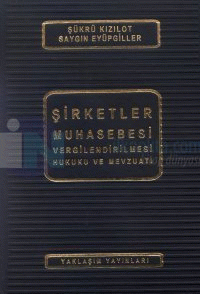 ŞÜKRÜ KIZILOT
SAYGIN EYÜPGİLLER
ŞİRKETLER
MUHASEBESİ
VERGİLENDİRİLMESİ
HUKUKU VE MEVZUATI
YAKLAŞIM YAYINLARI